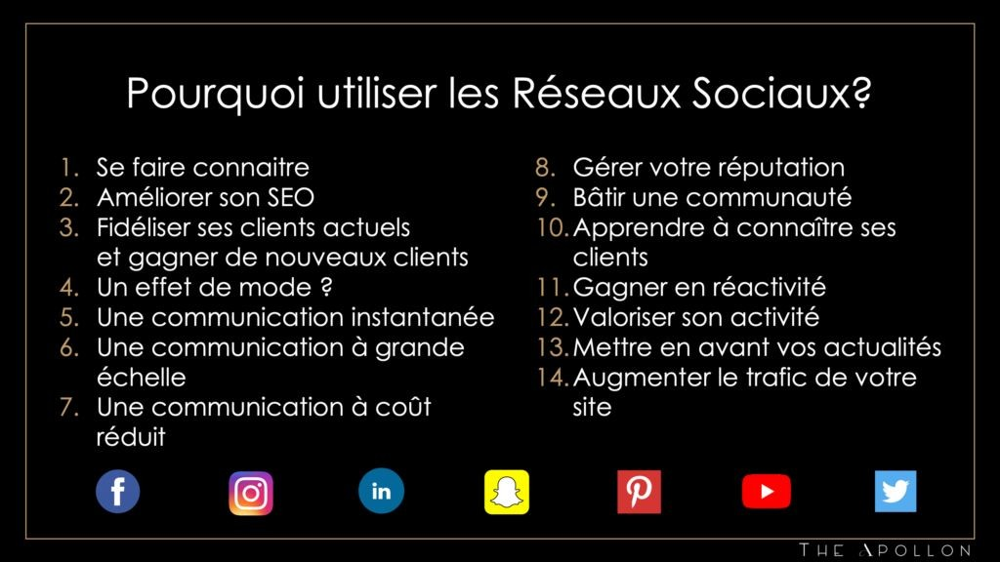 Pourquoi utiliser les Réseaux Sociaux?
1. Se faire connaitre
2. Améliorer son SEO
3. Fidéliser ses clients actuels
et gagner de nouveaux clients
4. Un effet de mode ?
5. Une communication instantanée
6. Une communication à grande
échelle
7. Une communication à coût
réduit
8. Gérer votre réputation
9. Bâtir une communauté
10. Apprendre à connaître ses
clients
11. Gagner en réactivité
12. Valoriser son activité
13. Mettre en avant vos actualités
14. Augmenter le trafic de votre
site
f
in
THE APOLLON